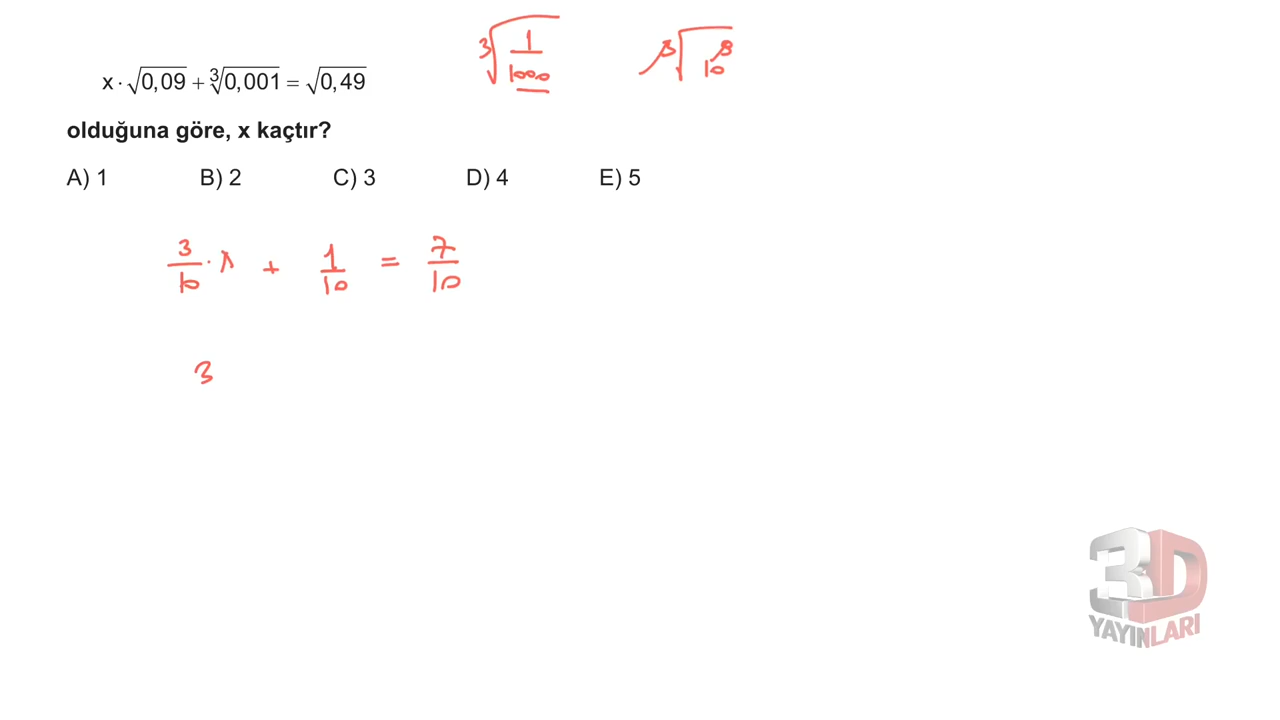 x · √0,09 + ∛0,001 = √0,49
∛(1/1000) ∛(10³)
olduğuna göre, x kaçtır?
A) 1 B) 2 C) 3 D) 4 E) 5
3/10 · x + 1/10 = 7/10
3
3D
YAYINLARI